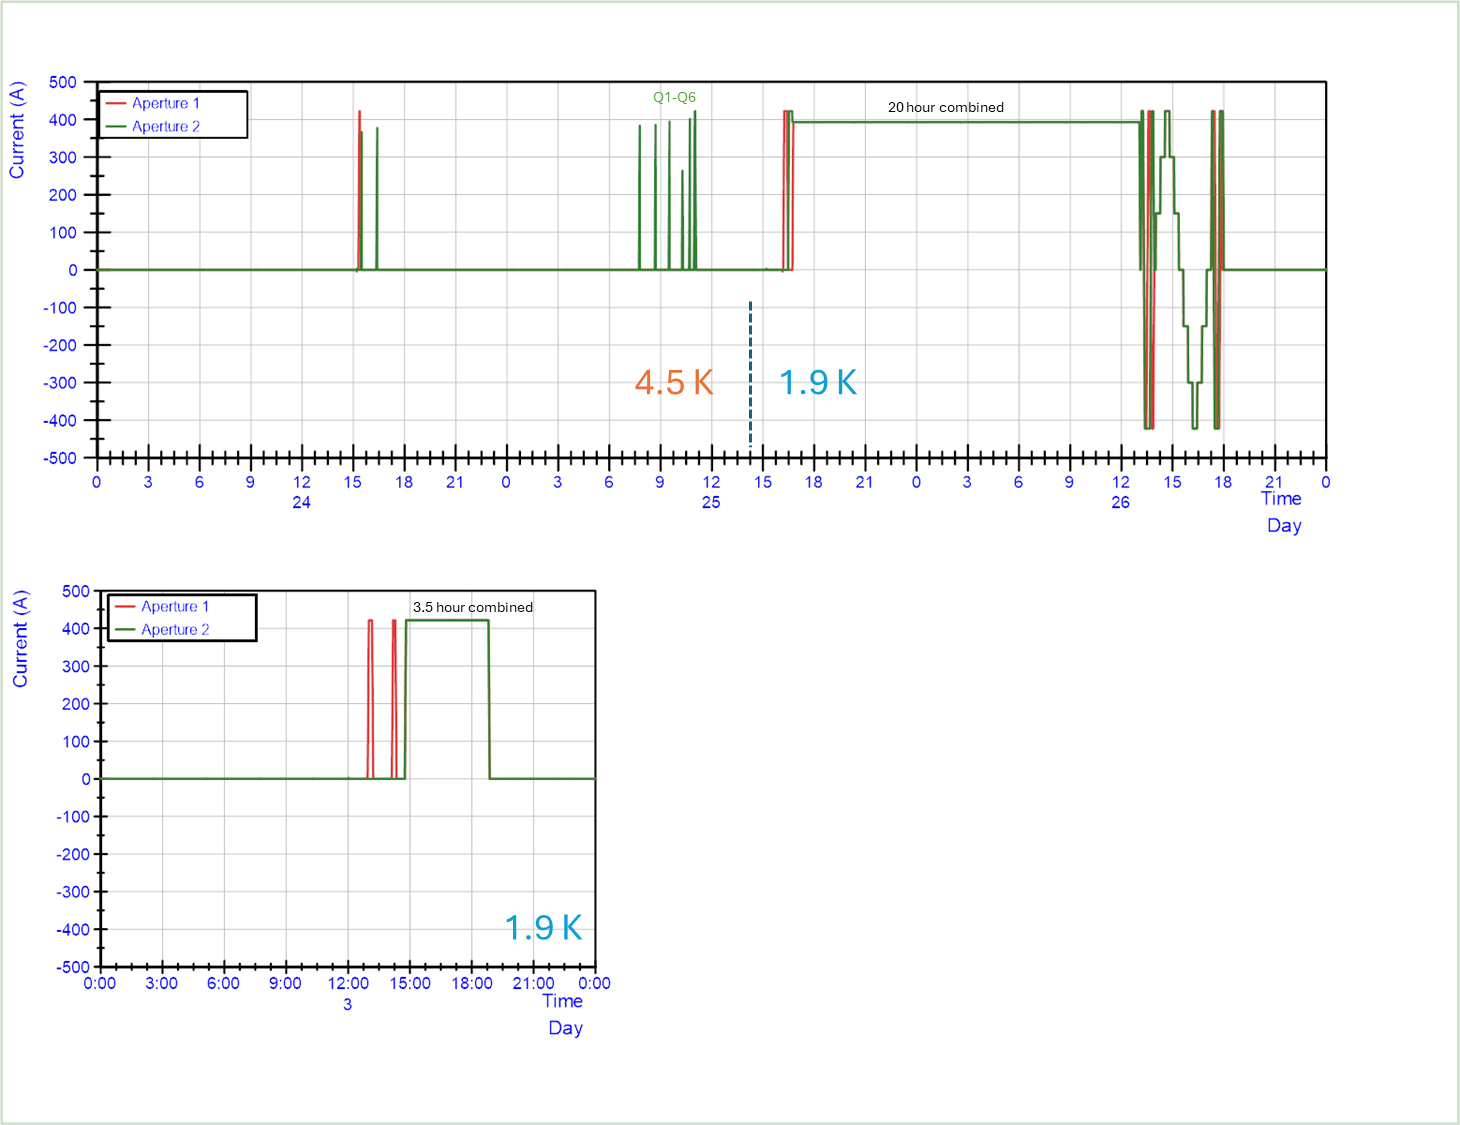 Current (A)
500
400
300
200
100
0
-100
-200
-300
-400
-500
Aperture 1
Aperture 2
Q1-Q6
20 hour combined
4.5 K
1.9 K
0 3 6 9 12 15 18 21 0 3 6 9 12 15 18 21 0 3 6 9 12 15 18 21 0
24 25 26
Time
Day
Current (A)
500
400
300
200
100
0
-100
-200
-300
-400
-500
Aperture 1
Aperture 2
3.5 hour combined
1.9 K
0:00 3:00 6:00 9:00 12:00 15:00 18:00 21:00 0:00
3
Time
Day